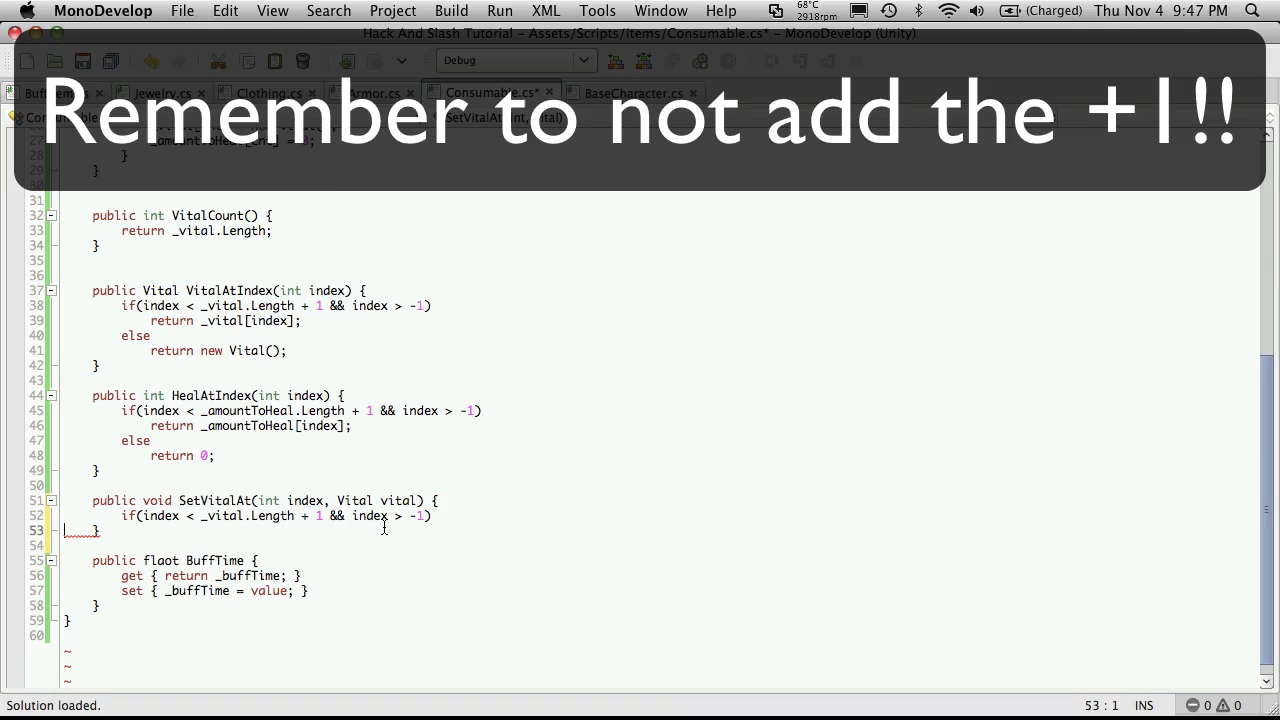 MonoDevelop File Edit View Search Project Build Run XML Tools Window Help 68°C 2918rpm (Charged) Thu Nov 4 9:47 PM
Hack And Slash Tutorial - Assets/Scripts/items/Consumable.cs* - MonoDevelop (Unity)
Debug
Jewelry.cs Clothing.cs Armor.cs Consumable.cs* BaseCharacter.cs
Remember to not add the +1!!
28 }
29 }
30
31
32 public int VitalCount() {
33 return _vital.Length;
34 }
35
36
37 public Vital VitalAtIndex(int index) {
38 if(index < _vital.Length + 1 && index > -1)
39 return _vital[index];
40 else
41 return new Vital();
42 }
43
44 public int HealAtIndex(int index) {
45 if(index < _amountToHeal.Length + 1 && index > -1)
46 return _amountToHeal[index];
47 else
48 return 0;
49 }
50
51 public void SetVitalAt(int index, Vital vital) {
52 if(index < _vital.Length + 1 && index > -1)
53 }
54
55 public flaot BuffTime {
56 get { return _buffTime; }
57 set { _buffTime = value; }
58 }
59 }
60
~
~
~
Solution loaded. 53 : 1 INS 0 0